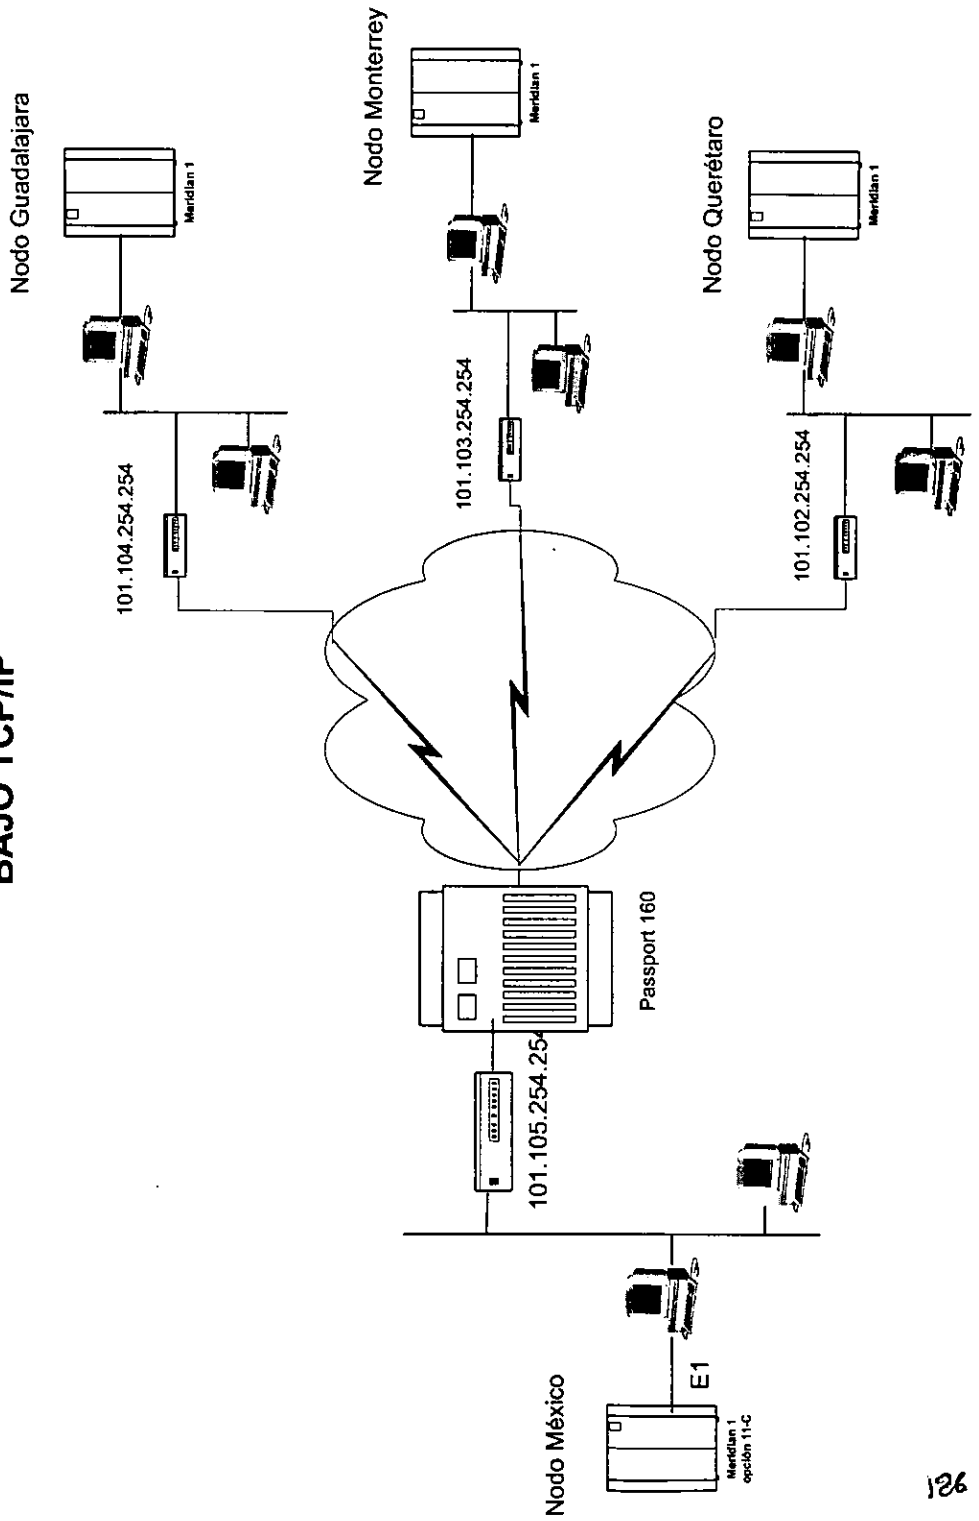 BAJO TCP/IP
Nodo Guadalajara
Meridian 1
101.104.254.254
Nodo Monterrey
Meridian 1
101.103.254.254
Nodo Querétaro
Meridian 1
101.102.254.254
Passport 160
101.105.254.254
Nodo México
E1
Meridian 1
opción 11-C
126